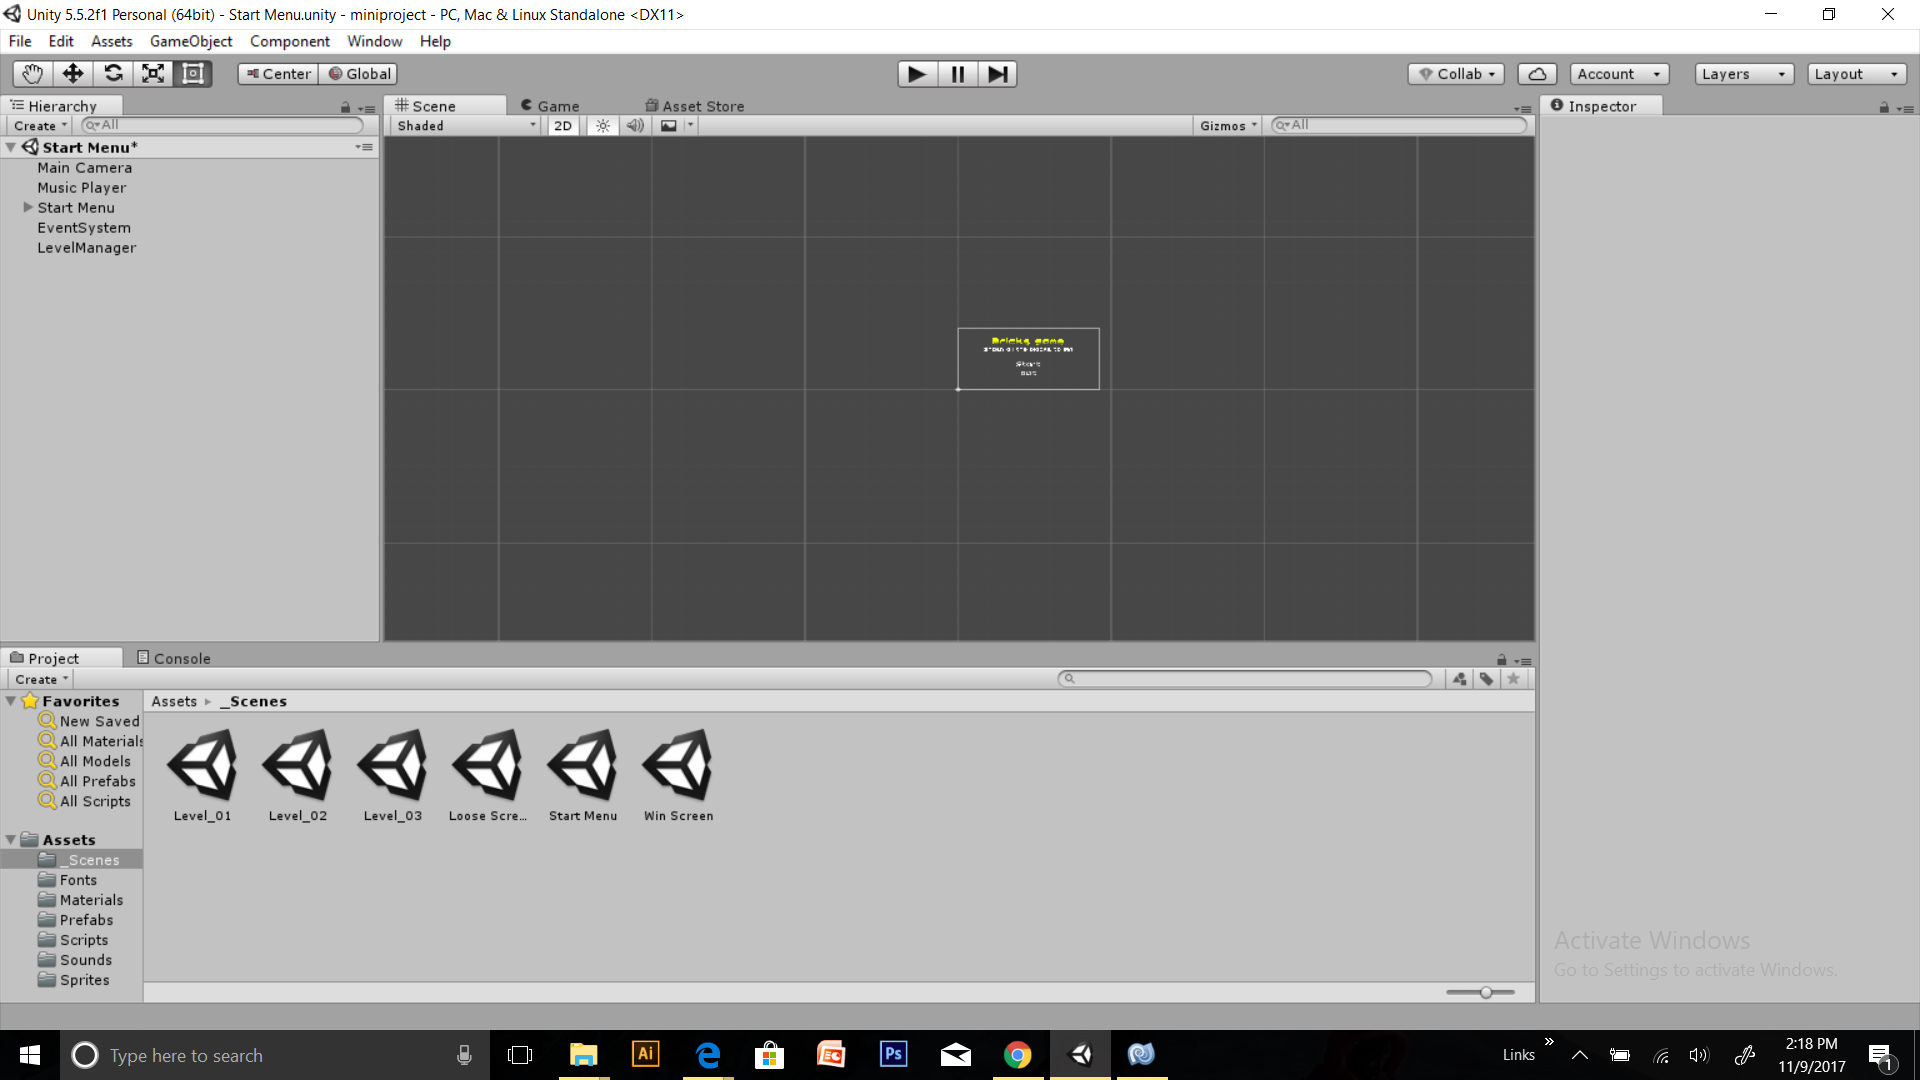 Unity 5.5.2f1 Personal (64bit) - Start Menu.unity - miniproject - PC, Mac & Linux Standalone <DX11>
File Edit Assets GameObject Component Window Help
Center Global Collab Account Layers Layout
Hierarchy Scene Game Asset Store Inspector
Create All Shaded 2D Gizmos All
Start Menu*
Main Camera
Music Player
Start Menu
EventSystem
LevelManager
Bricks game
Start
Project Console
Create
Favorites Assets _Scenes
New Saved
All Materials
All Models
All Prefabs
All Scripts
Level_01 Level_02 Level_03 Loose Scre... Start Menu Win Screen
Assets
_Scenes
Fonts
Materials
Prefabs
Scripts
Sounds
Sprites
Activate Windows
Go to Settings to activate Windows.
Type here to search Ai Ps Links 2:18 PM
11/9/2017 1